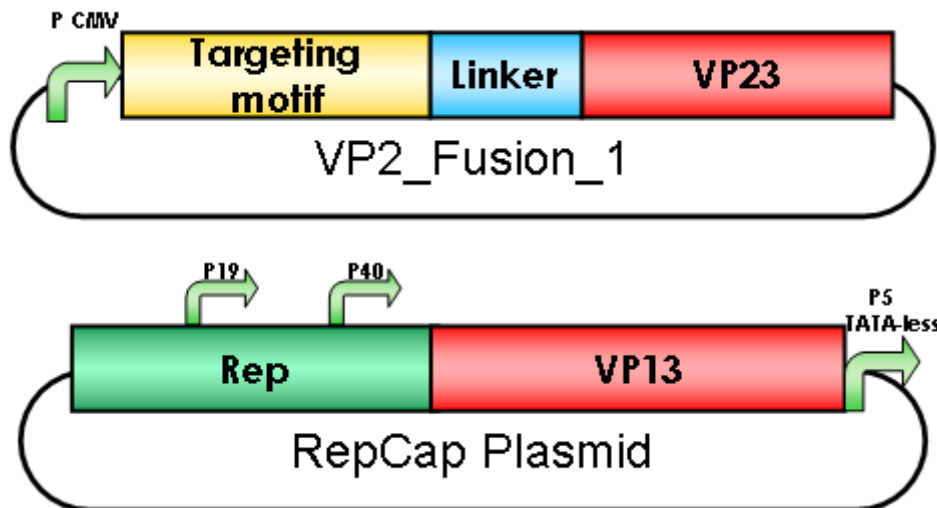 P CMV
Targeting
motif
Linker
VP23
VP2_Fusion_1
P19
P40
P5
TATA-less
Rep
VP13
RepCap Plasmid